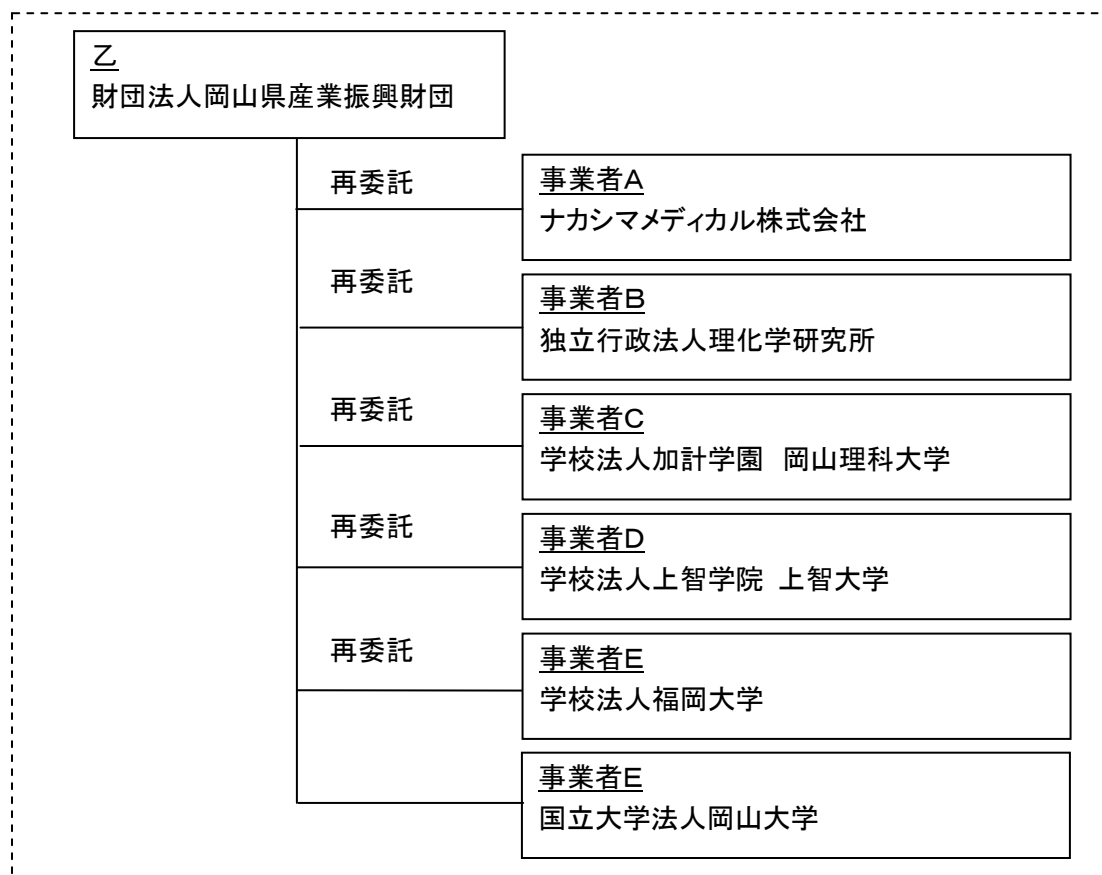 乙
財団法人岡山県産業振興財団
再委託
事業者A
ナカシマメディカル株式会社
再委託
事業者B
独立行政法人理化学研究所
再委託
事業者C
学校法人加計学園 岡山理科大学
再委託
事業者D
学校法人上智学院 上智大学
再委託
事業者E
学校法人福岡大学
事業者E
国立大学法人岡山大学